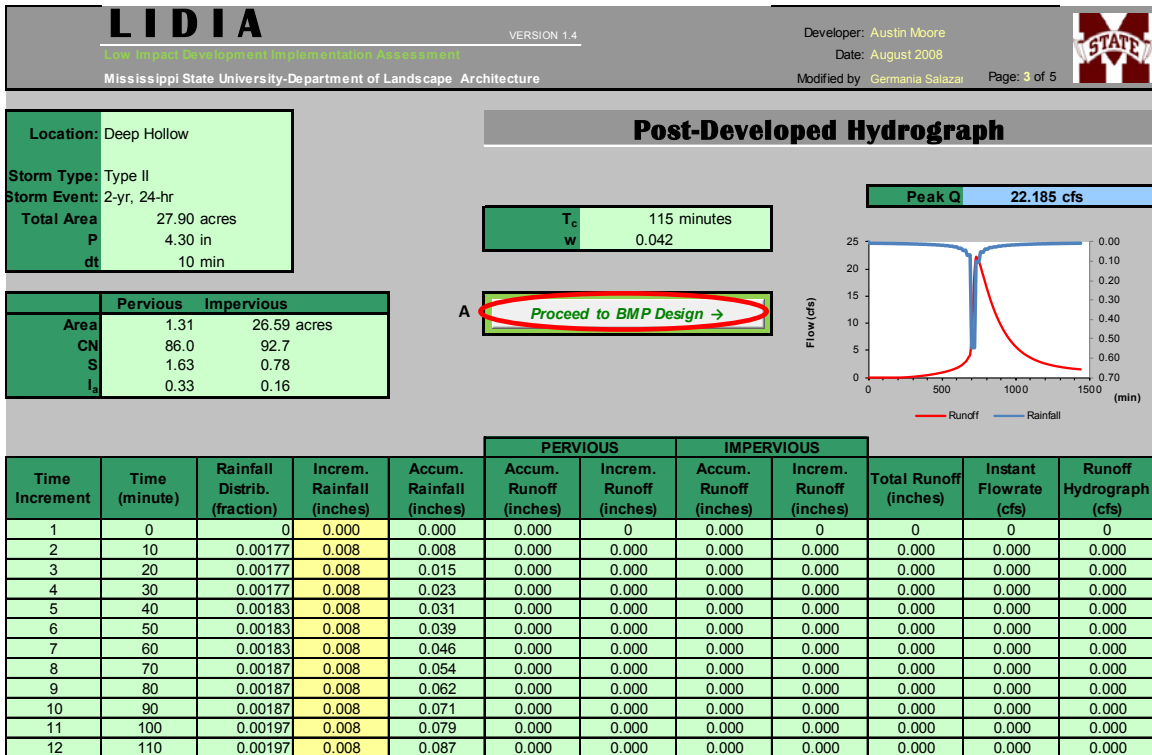 LIDIA
VERSION 1.4
Low Impact Development Implementation Assessment
Mississippi State University-Department of Landscape Architecture
Developer: Austin Moore
Date: August 2008
Modified by Germania Salazar
Page: 3 of 5
M
STATE
Location: Deep Hollow
Storm Type: Type II
Storm Event: 2-yr, 24-hr
Total Area 27.90 acres
P 4.30 in
dt 10 min
Post-Developed Hydrograph
Tc 115 minutes
w 0.042
Peak Q 22.185 cfs
Pervious Impervious
Area 1.31 26.59 acres
CN 86.0 92.7
S 1.63 0.78
Ia 0.33 0.16
A
Proceed to BMP Design →
Flow (cfs)
25
20
15
10
5
0
0.00
0.10
0.20
0.30
0.40
0.50
0.60
0.70
0 500 1000 1500
(min)
Runoff Rainfall
PERVIOUS IMPERVIOUS
Time Increment Time (minute) Rainfall Distrib. (fraction) Increm. Rainfall (inches) Accum. Rainfall (inches) Accum. Runoff (inches) Increm. Runoff (inches) Accum. Runoff (inches) Increm. Runoff (inches) Total Runoff (inches) Instant Flowrate (cfs) Runoff Hydrograph (cfs)
1 0 0 0.000 0.000 0.000 0 0.000 0 0 0 0
2 10 0.00177 0.008 0.008 0.000 0.000 0.000 0.000 0.000 0.000 0.000
3 20 0.00177 0.008 0.015 0.000 0.000 0.000 0.000 0.000 0.000 0.000
4 30 0.00177 0.008 0.023 0.000 0.000 0.000 0.000 0.000 0.000 0.000
5 40 0.00183 0.008 0.031 0.000 0.000 0.000 0.000 0.000 0.000 0.000
6 50 0.00183 0.008 0.039 0.000 0.000 0.000 0.000 0.000 0.000 0.000
7 60 0.00183 0.008 0.046 0.000 0.000 0.000 0.000 0.000 0.000 0.000
8 70 0.00187 0.008 0.054 0.000 0.000 0.000 0.000 0.000 0.000 0.000
9 80 0.00187 0.008 0.062 0.000 0.000 0.000 0.000 0.000 0.000 0.000
10 90 0.00187 0.008 0.071 0.000 0.000 0.000 0.000 0.000 0.000 0.000
11 100 0.00197 0.008 0.079 0.000 0.000 0.000 0.000 0.000 0.000 0.000
12 110 0.00197 0.008 0.087 0.000 0.000 0.000 0.000 0.000 0.000 0.000